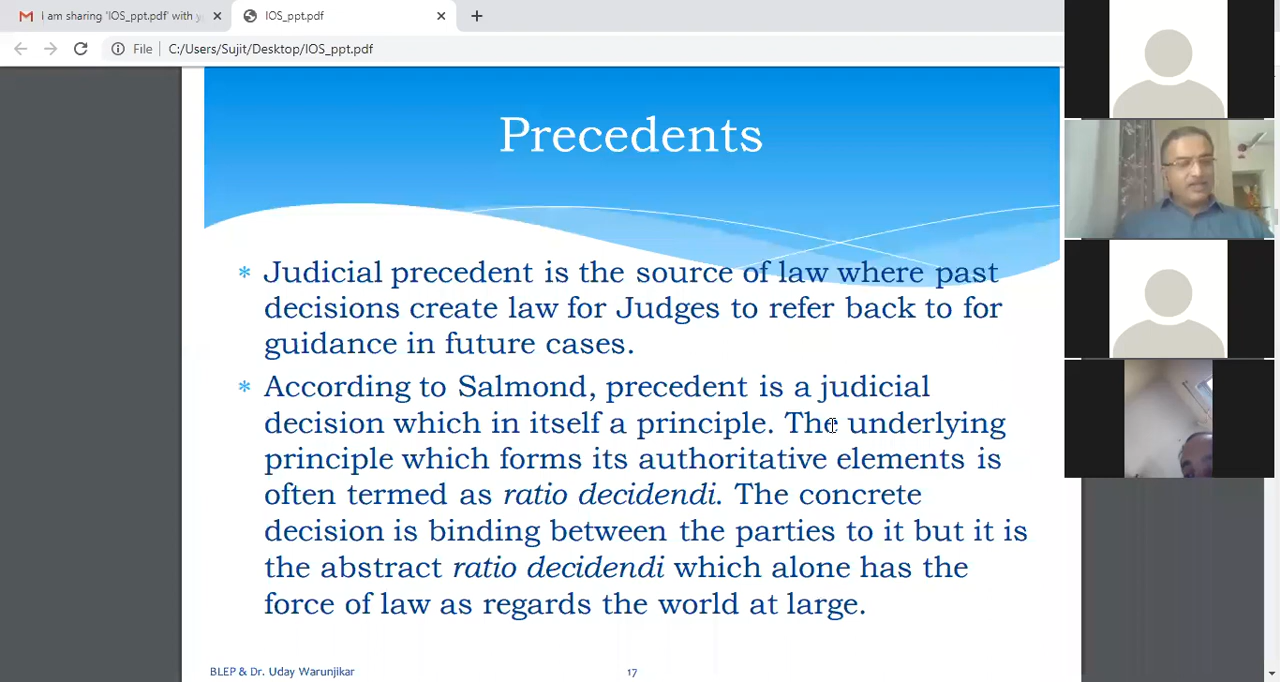 I am sharing 'IOS_ppt.pdf' with
IOS_ppt.pdf
File
C:/Users/Sujit/Desktop/IOS_ppt.pdf
Precedents
* Judicial precedent is the source of law where past
decisions create law for Judges to refer back to for
guidance in future cases.
* According to Salmond, precedent is a judicial
decision which in itself a principle. The underlying
principle which forms its authoritative elements is
often termed as ratio decidendi. The concrete
decision is binding between the parties to it but it is
the abstract ratio decidendi which alone has the
force of law as regards the world at large.
BLEP & Dr. Uday Warunjikar
17